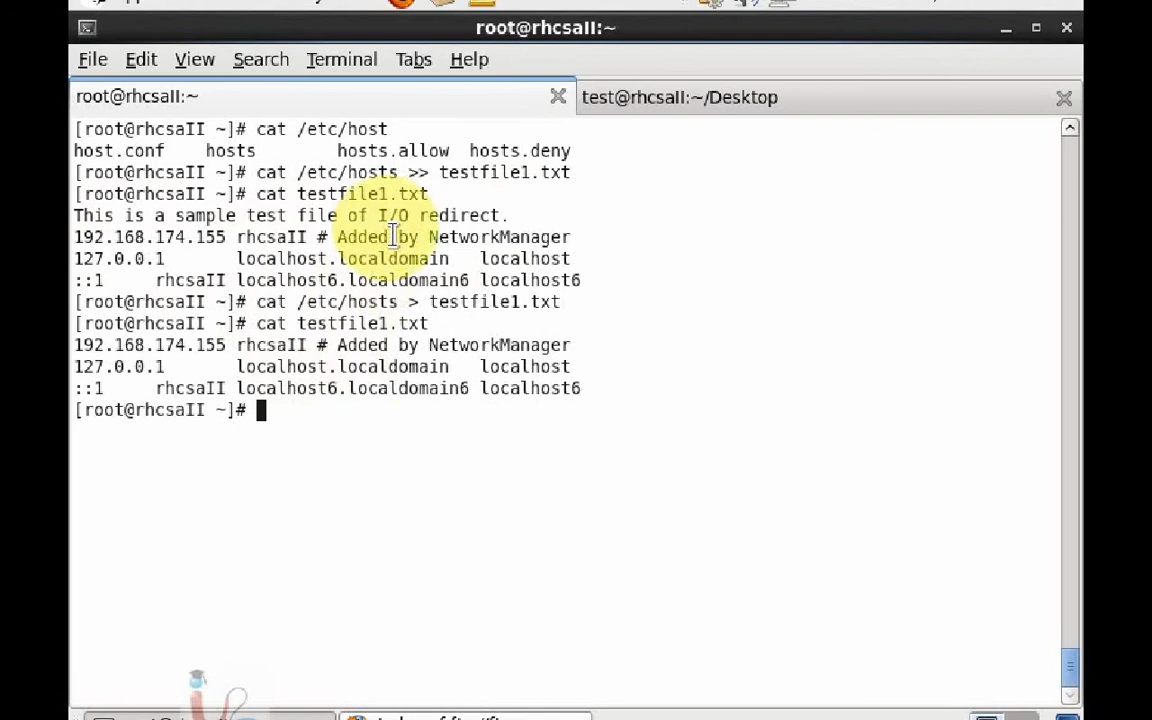 root@rhcsaII:~
File Edit View Search Terminal Tabs Help
root@rhcsaII:~ test@rhcsaII:~/Desktop
[root@rhcsaII ~]# cat /etc/host
host.conf hosts hosts.allow hosts.deny
[root@rhcsaII ~]# cat /etc/hosts >> testfile1.txt
[root@rhcsaII ~]# cat testfile1.txt
This is a sample test file of I/O redirect.
192.168.174.155 rhcsaII # Added by NetworkManager
127.0.0.1 localhost.localdomain localhost
::1 rhcsaII localhost6.localdomain6 localhost6
[root@rhcsaII ~]# cat /etc/hosts > testfile1.txt
[root@rhcsaII ~]# cat testfile1.txt
192.168.174.155 rhcsaII # Added by NetworkManager
127.0.0.1 localhost.localdomain localhost
::1 rhcsaII localhost6.localdomain6 localhost6
[root@rhcsaII ~]#